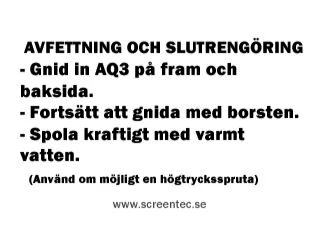 AVFETTNING OCH SLUTRENGÖRING
- Gnid in AQ3 på fram och
baksida.
- Fortsätt att gnida med borsten.
- Spola kraftigt med varmt
vatten.
(Använd om möjligt en högtrycksspruta)
www.screentec.se